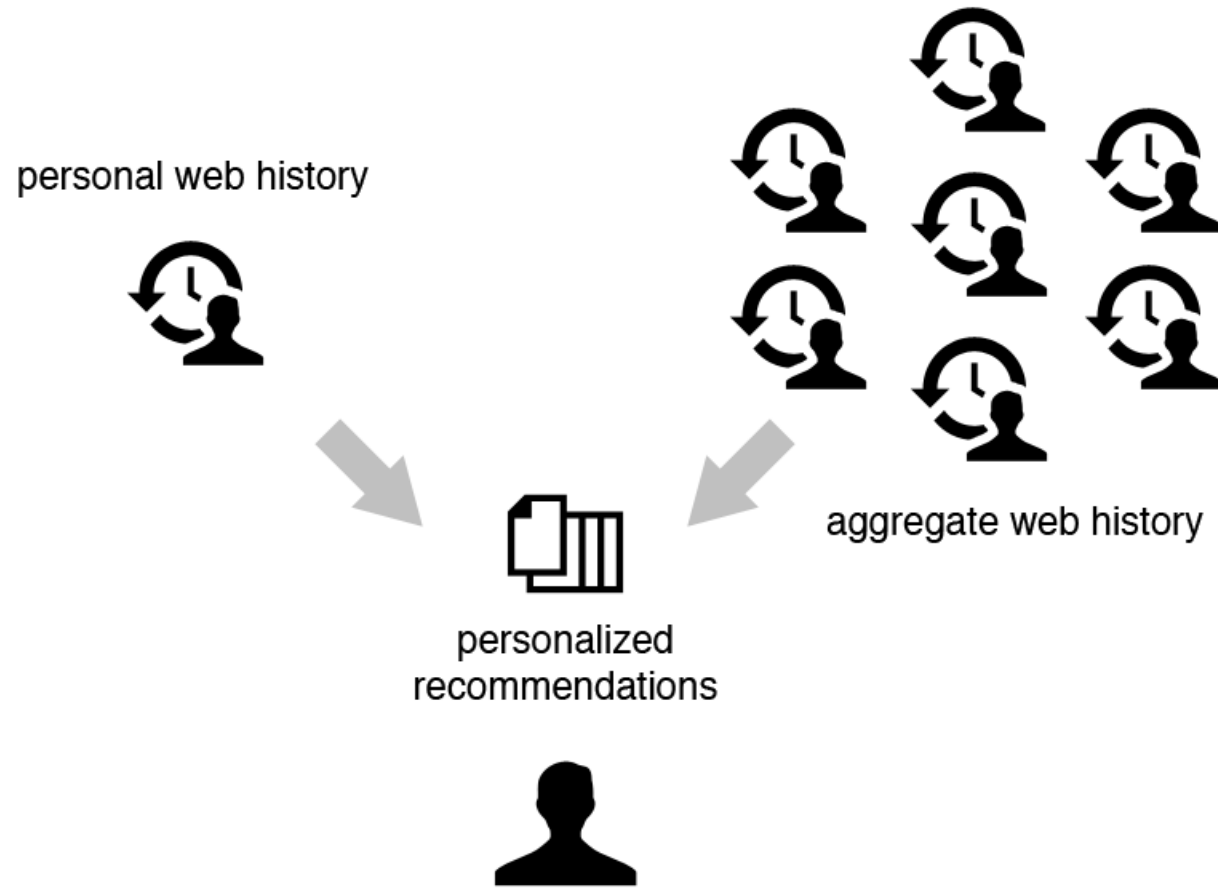 personal web history
aggregate web history
personalized
recommendations